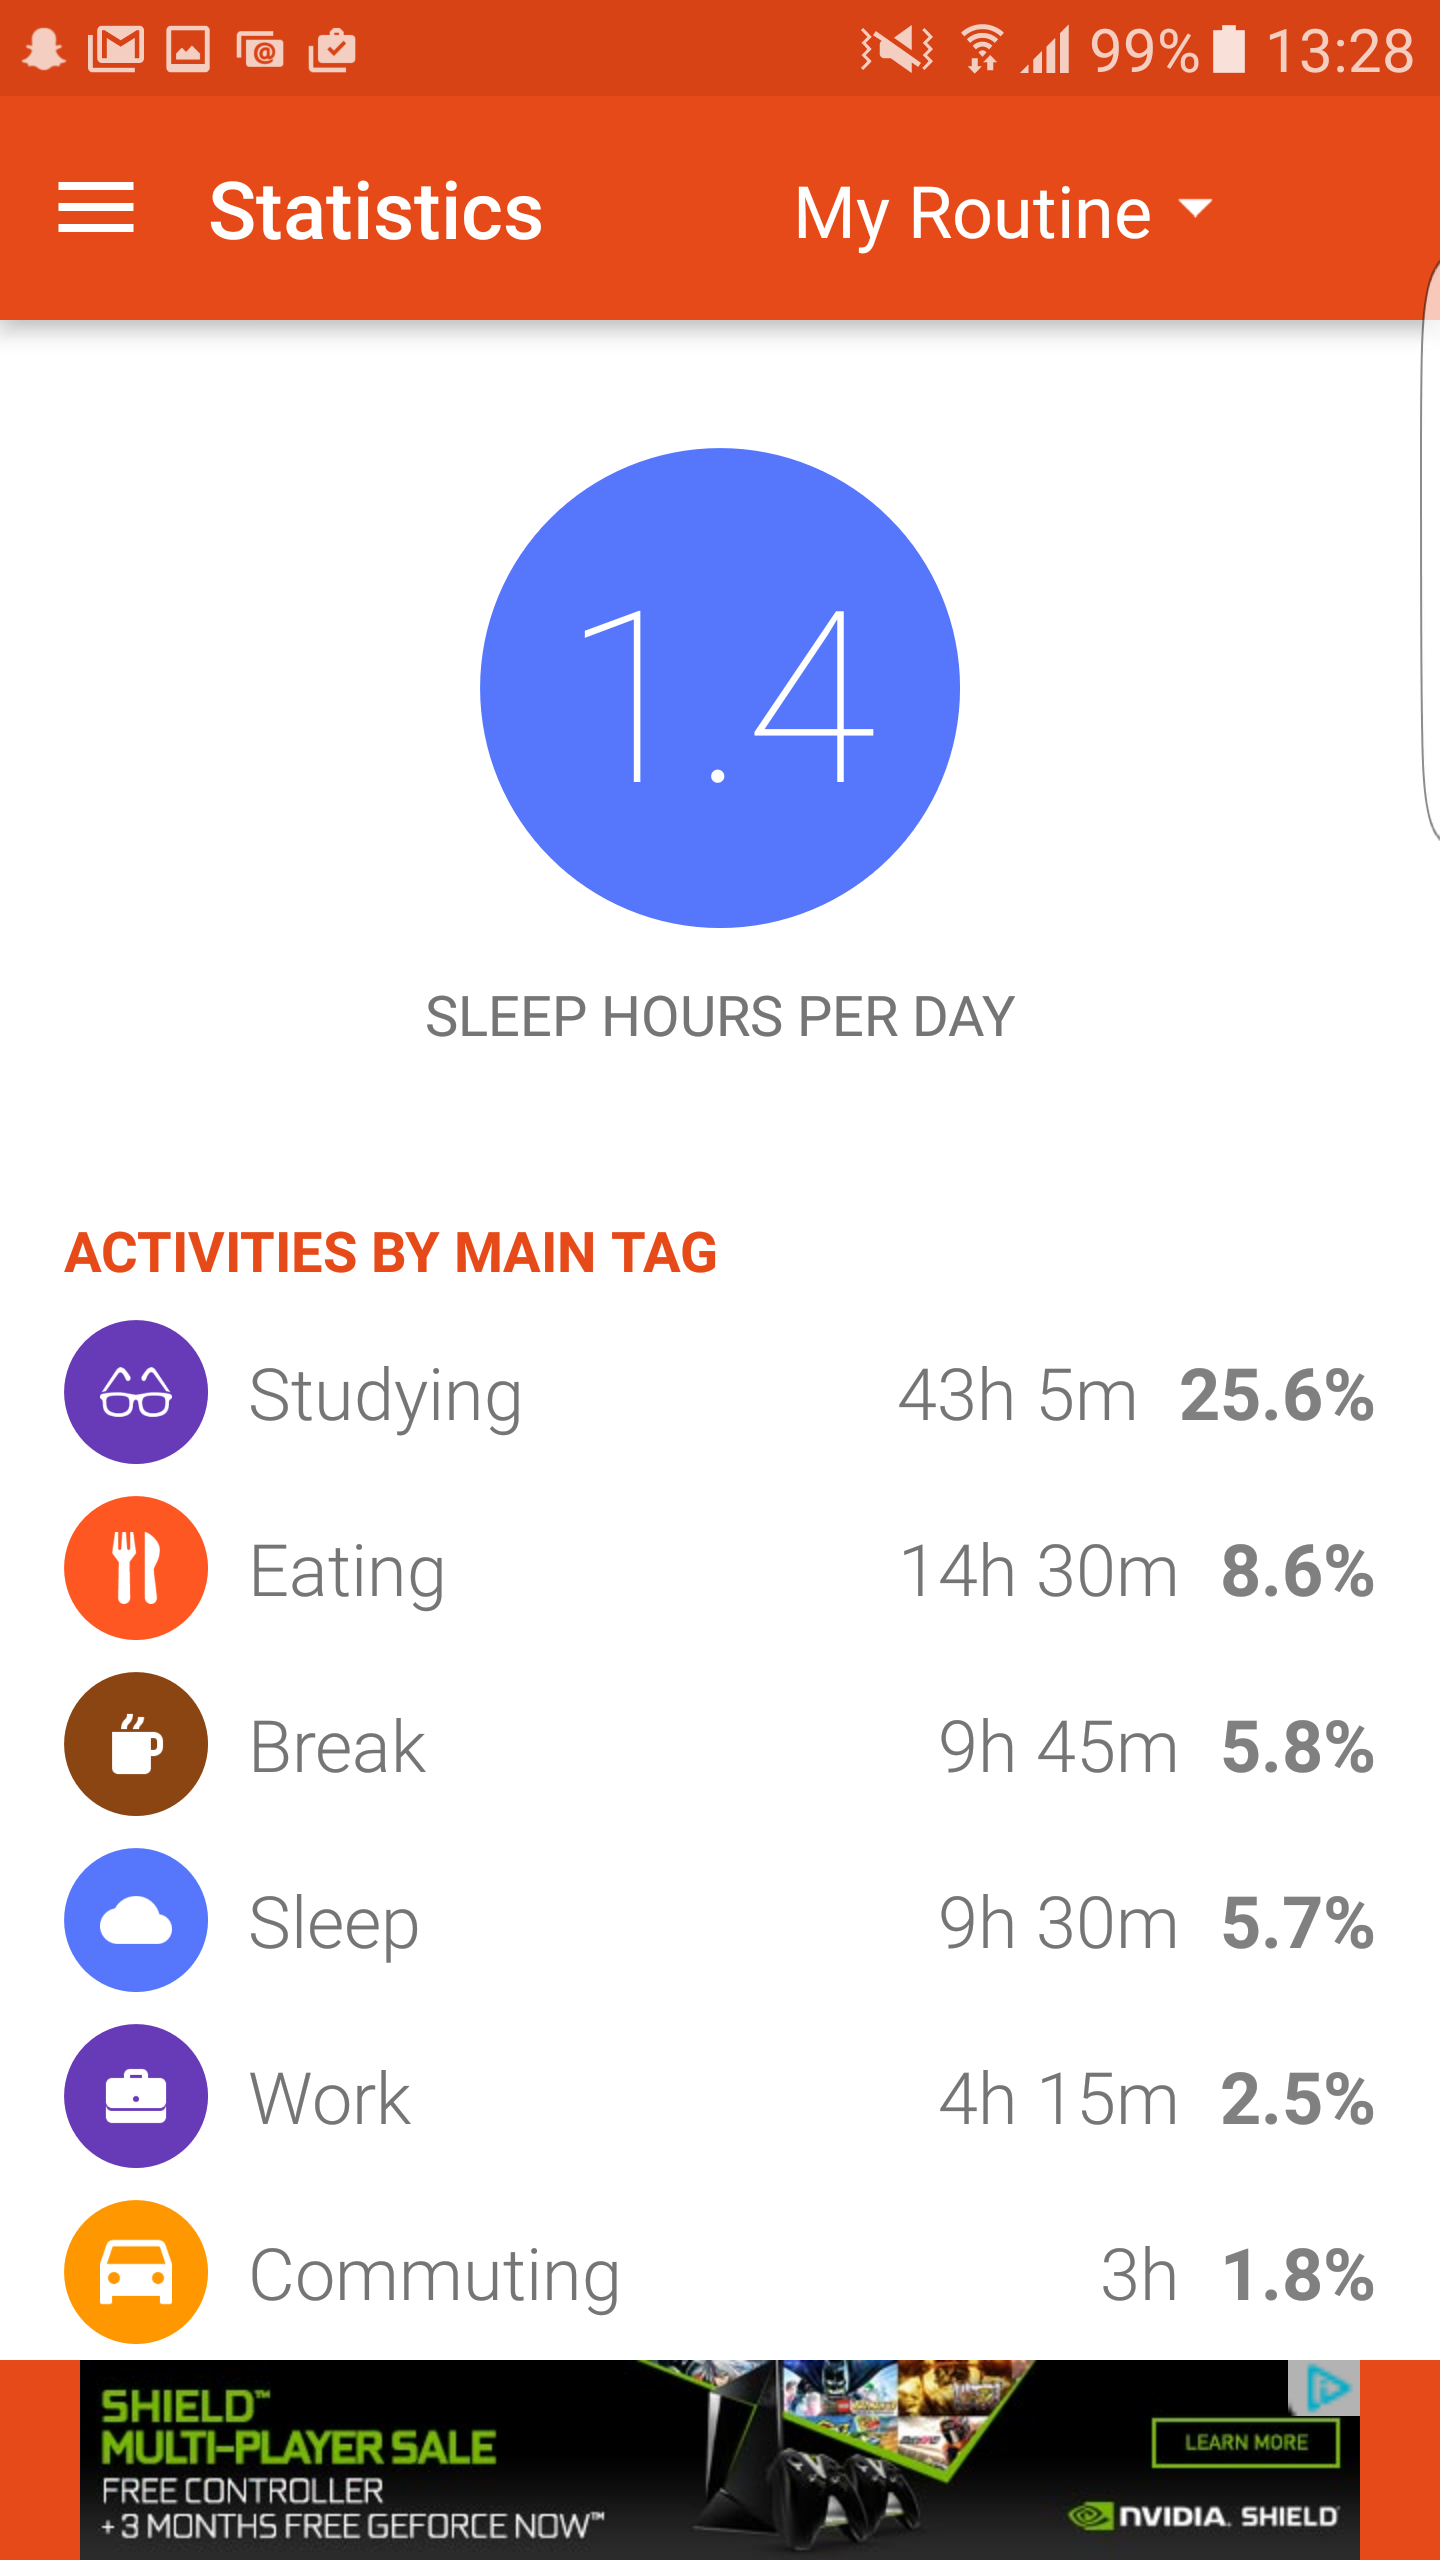 99% 13:28
Statistics My Routine
1.4
SLEEP HOURS PER DAY
ACTIVITIES BY MAIN TAG
Studying 43h 5m 25.6%
Eating 14h 30m 8.6%
Break 9h 45m 5.8%
Sleep 9h 30m 5.7%
Work 4h 15m 2.5%
Commuting 3h 1.8%
SHIELD™
MULTI-PLAYER SALE
FREE CONTROLLER
+ 3 MONTHS FREE GEFORCE NOW™
LEARN MORE
NVIDIA. SHIELD